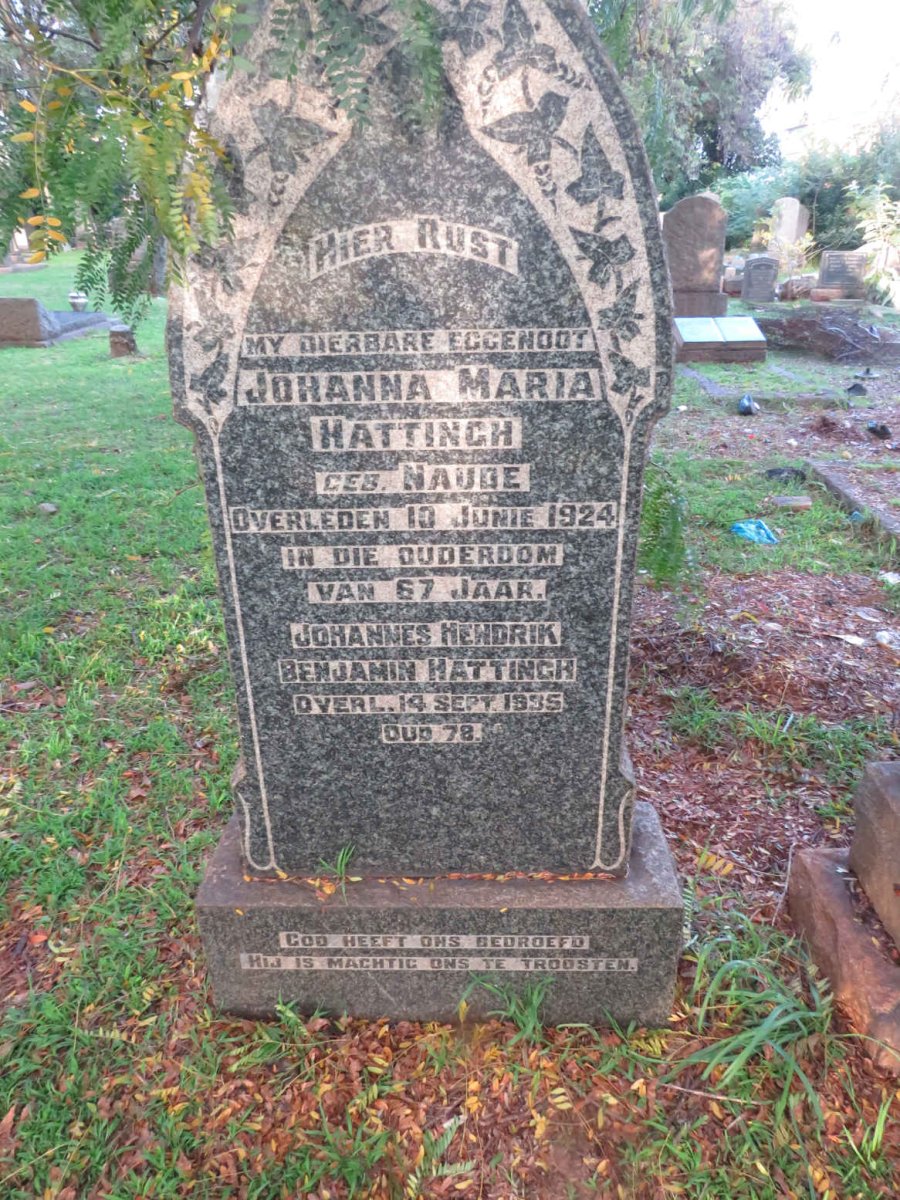 HIER RUST
MY DIERBARE EGGENOOT
JOHANNA MARIA
HATTINGH
GEB. NAUDE
OVERLEDEN 10 JUNIE 1924
IN DIE OUDERDOM
VAN 67 JAAR.
JOHANNES HENDRIK
BENJAMIN HATTINGH
OVERL. 14 SEPT. 1935
OUD 78.
GOD HEEFT ONS BEDROEFD
HIJ IS MACHTIG ONS TE TROOSTEN.